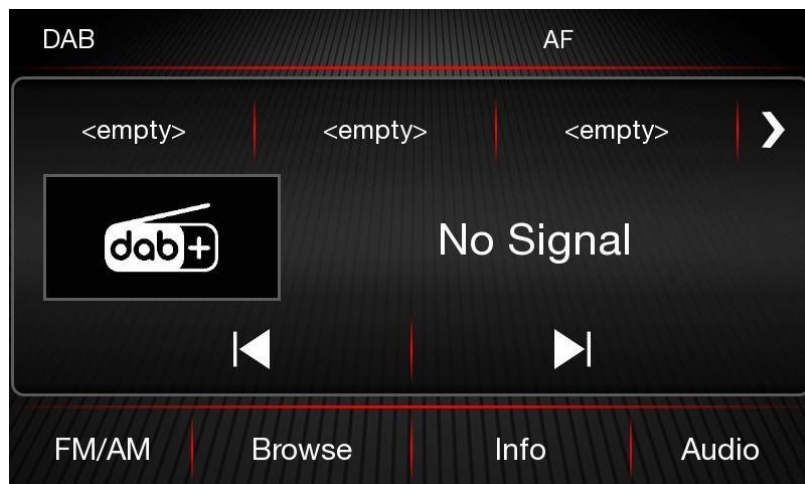 DAB AF
<empty> <empty> <empty>
dab+
No Signal
FM/AM Browse Info Audio